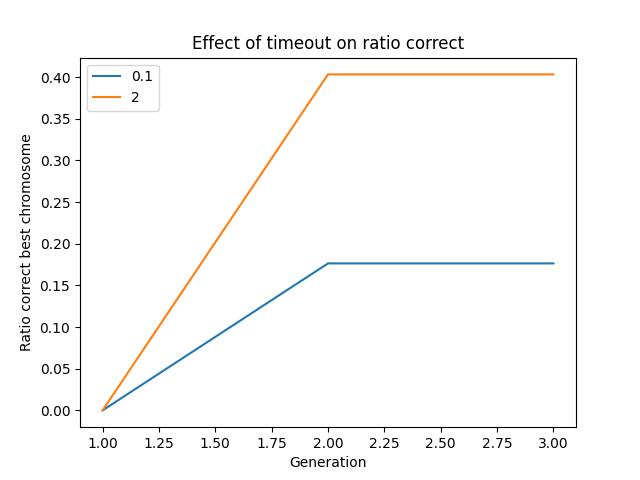 Effect of timeout on ratio correct
0.1
2
0.40
0.35
0.30
0.25
0.20
0.15
0.10
0.05
0.00
Ratio correct best chromosome
1.00 1.25 1.50 1.75 2.00 2.25 2.50 2.75 3.00
Generation